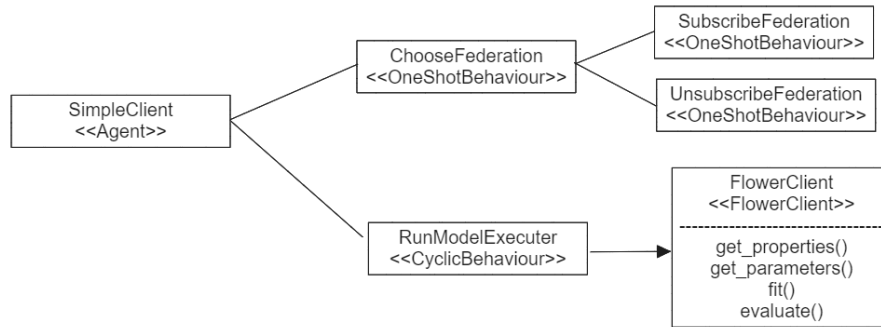 SimpleClient
<<Agent>>
ChooseFederation
<<OneShotBehaviour>>
SubscribeFederation
<<OneShotBehaviour>>
UnsubscribeFederation
<<OneShotBehaviour>>
RunModelExecuter
<<CyclicBehaviour>>
FlowerClient
<<FlowerClient>>
get_properties()
get_parameters()
fit()
evaluate()